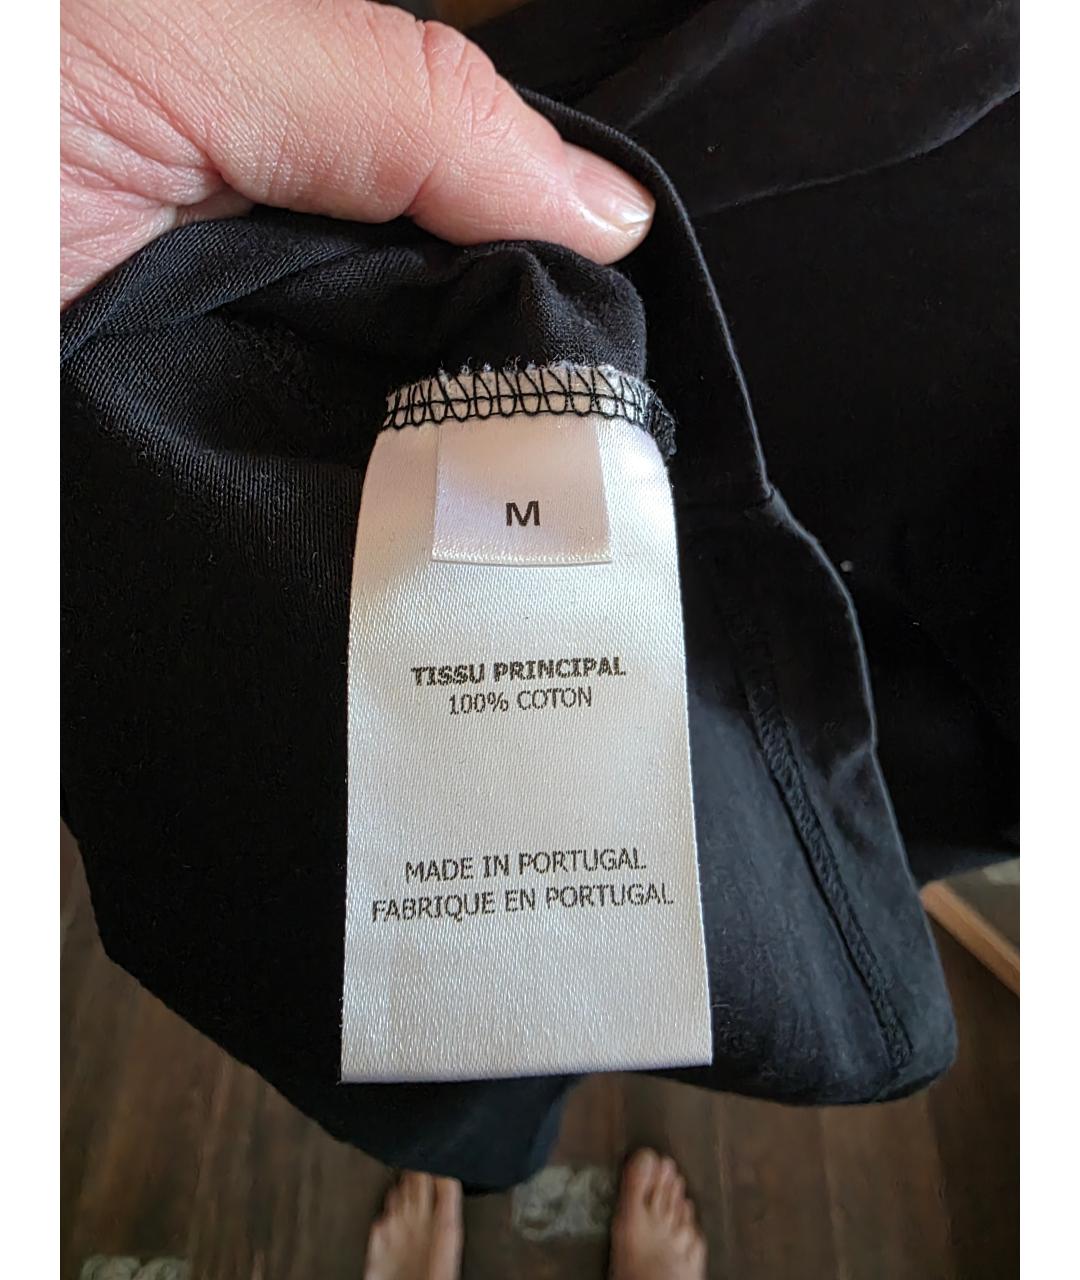 M
TISSU PRINCIPAL
100% COTON
MADE IN PORTUGAL
FABRIQUE EN PORTUGAL